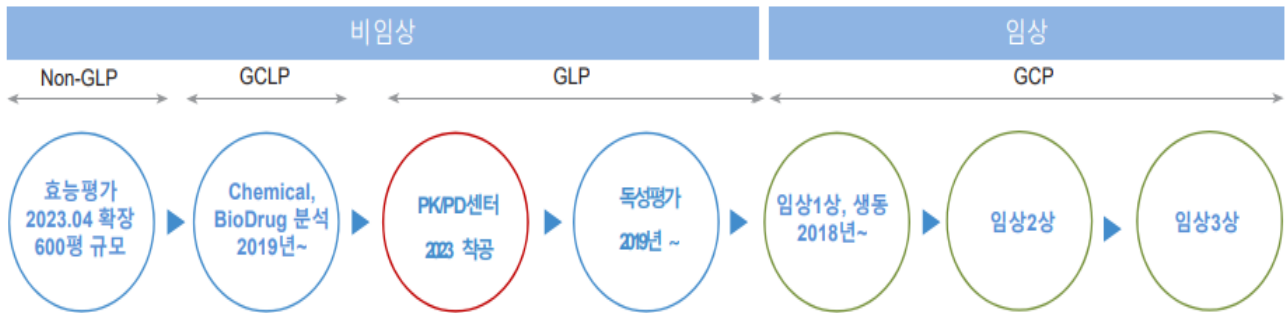 비임상
임상
Non-GLP
GCLP
GLP
GCP
효능평가
2023.04 확장
600평 규모
Chemical,
BioDrug 분석
2019년~
PK/PD센터
2023 착공
독성평가
2019년 ~
임상1상, 생동
2018년~
임상2상
임상3상